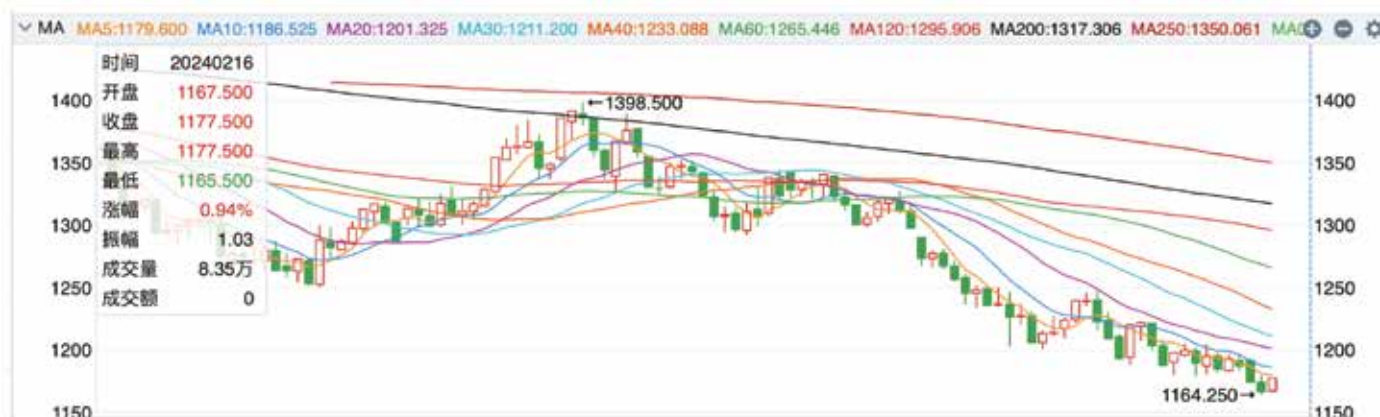 MA MA5:1179.600 MA10:1186.525 MA20:1201.325 MA30:1211.200 MA40:1233.088 MA60:1265.446 MA120:1295.906 MA200:1317.306 MA250:1350.061
时间 20240216
开盘 1167.500
收盘 1177.500
最高 1177.500
最低 1165.500
涨幅 0.94%
振幅 1.03
成交量 8.35万
成交额 0
1400 ←1398.500 1400
1350 1350
1300 1300
1250 1250
1200 1200
1164.250→
1150 1150